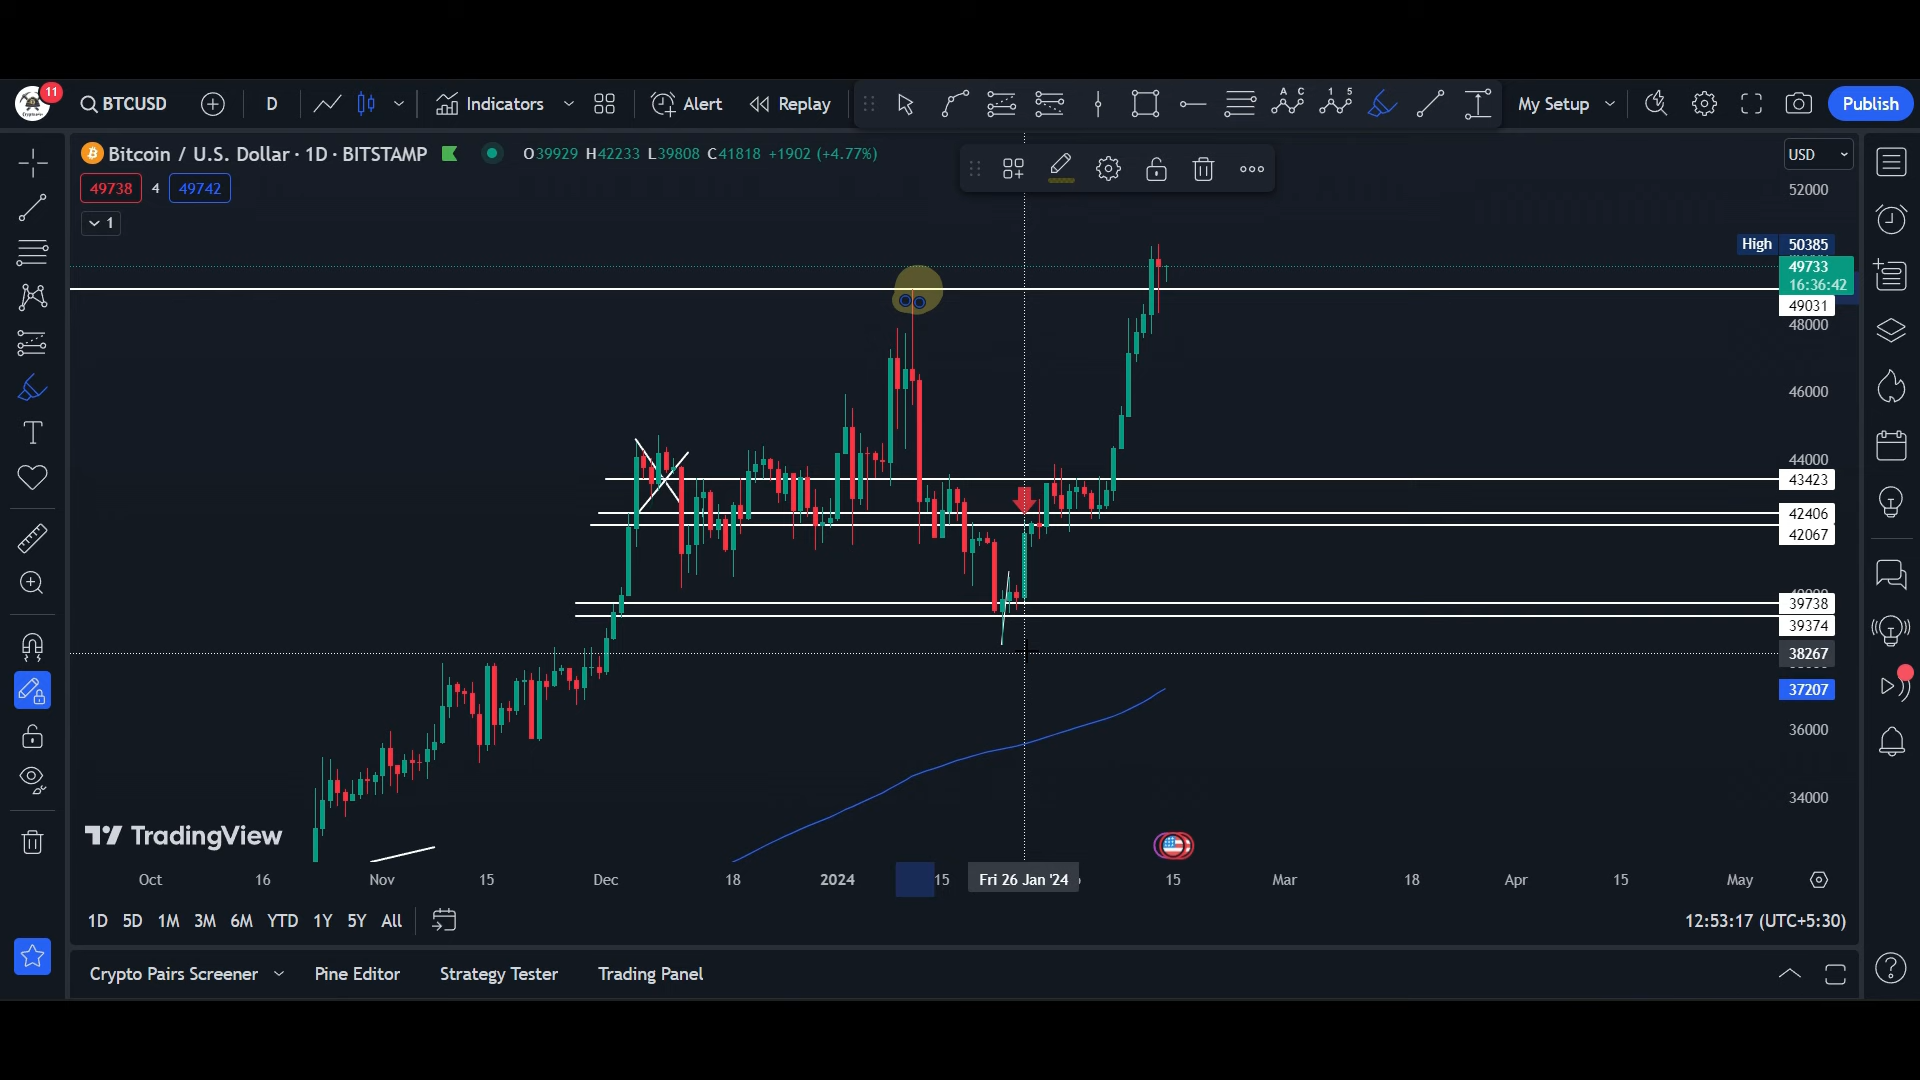 11
BTCUSD
D
Indicators
Alert
Replay
A C
1 5
My Setup
Publish
Bitcoin / U.S. Dollar · 1D · BITSTAMP
O39929 H42233 L39808 C41818 +1902 (+4.77%)
USD
49738 4 49742
1
52000
High 50385
49733
16:36:42
49031
48000
46000
44000
43423
42406
42067
39738
39374
38267
37207
36000
34000
TradingView
Oct 16 Nov 15 Dec 18 2024 15 Fri 26 Jan '24 15 Mar 18 Apr 15 May
1D 5D 1M 3M 6M YTD 1Y 5Y All
12:53:17 (UTC+5:30)
Crypto Pairs Screener Pine Editor Strategy Tester Trading Panel